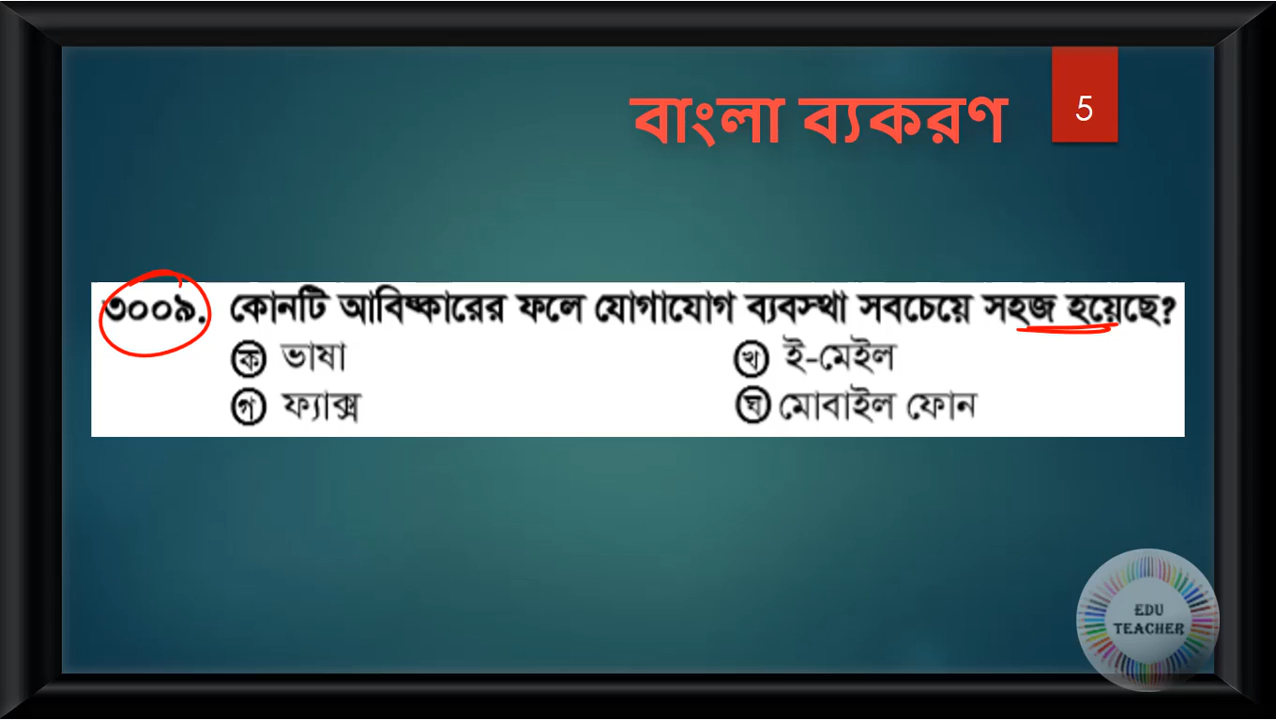 বাংলা ব্যকরণ
5
৩০০৯. কোনটি আবিষ্কারের ফলে যোগাযোগ ব্যবস্থা সবচেয়ে সহজ হয়েছে?
ক ভাষা
খ ই-মেইল
গ ফ্যাক্স
ঘ মোবাইল ফোন
EDU
TEACHER